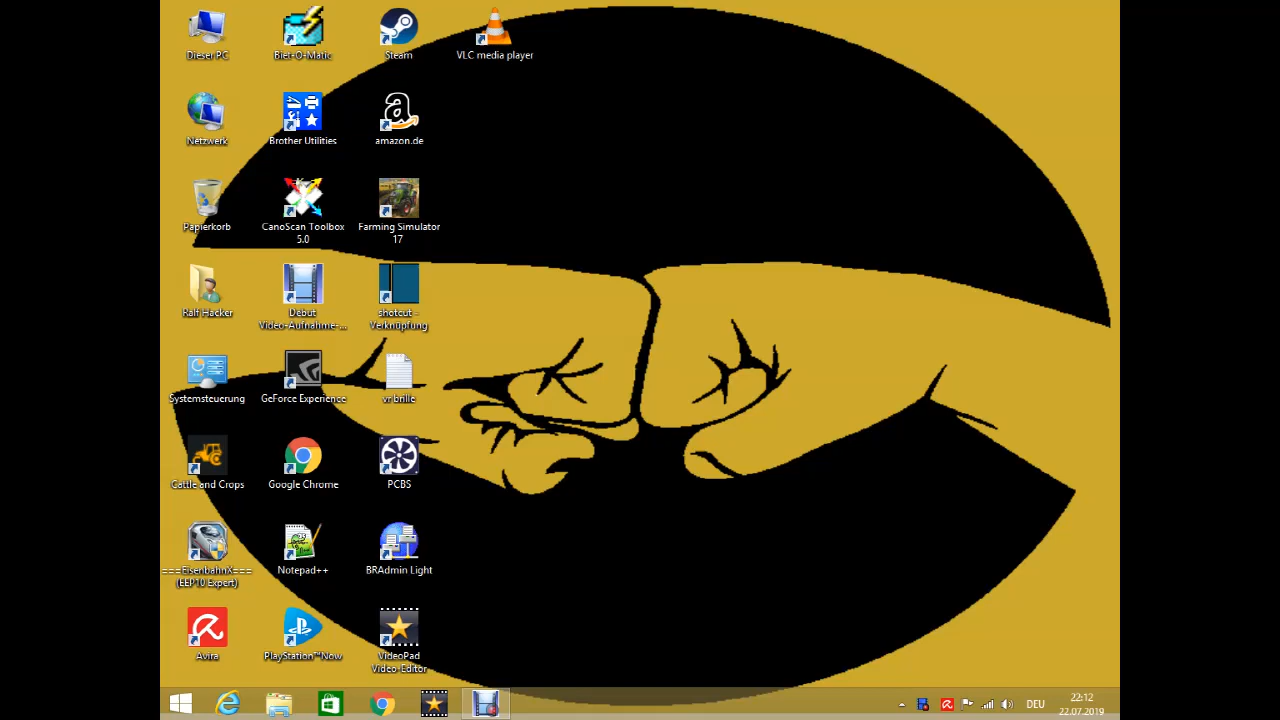 Dieser PC
Biet-O-Matic
Steam
VLC media player
Netzwerk
Brother Utilities
amazon.de
Papierkorb
CanoScan Toolbox
5.0
Farming Simulator
17
Ralf Hacker
Debut
Video-Aufnahme-...
shotcut -
Verknüpfung
Systemsteuerung
GeForce Experience
vr brille
Cattle and Crops
Google Chrome
PCBS
===EisenbahnX===
(EEP10 Expert)
Notepad++
BRAdmin Light
Avira
PlayStation™Now
VideoPad
Video-Editor
DEU
22:12
22.07.2019